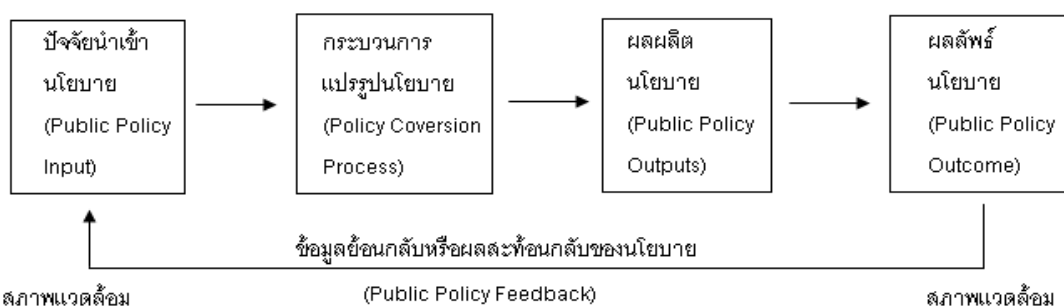 ปัจจัยนำเข้า
นโยบาย
(Public Policy
Input)
กระบวนการ
แปรรูปนโยบาย
(Policy Coversion
Process)
ผลผลิต
นโยบาย
(Public Policy
Outputs)
ผลลัพธ์
นโยบาย
(Public Policy
Outcome)
ข้อมูลย้อนกลับหรือผลสะท้อนกลับของนโยบาย
สภาพแวดล้อม
(Public Policy Feedback)
สภาพแวดล้อม